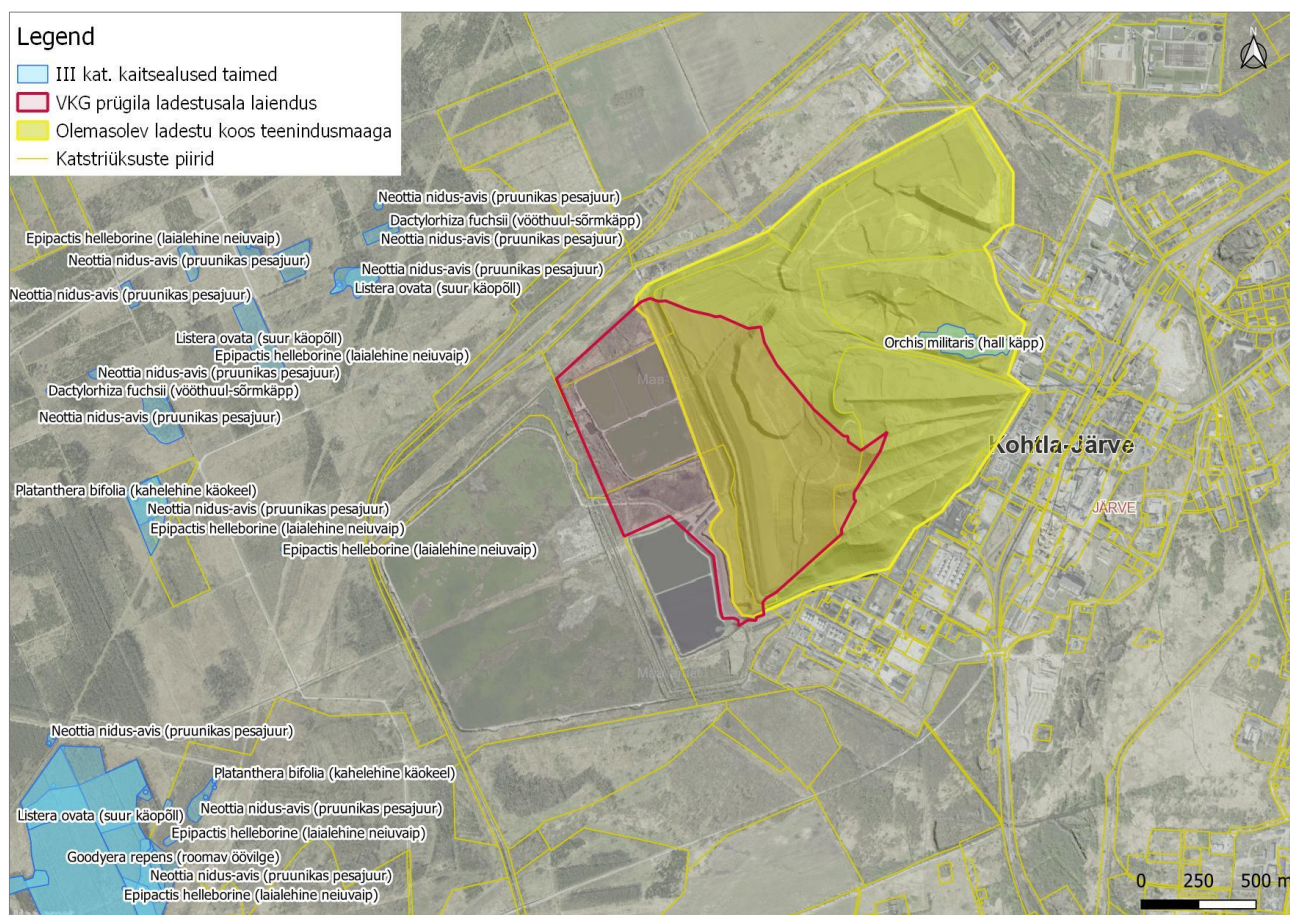 Legend
III kat. kaitsealused taimed
VKG prügila ladestusala laiendus
Olemasolev ladestu koos teenindusmaaga
Katstriüksuste piirid
N
Neottia nidus-avis (pruunikas pesajuur)
Dactylorhiza fuchsii (vööthuul-sõrmkäpp)
Epipactis helleborine (laialehine neiuvaip)
Neottia nidus-avis (pruunikas pesajuur)
Neottia nidus-avis (pruunikas pesajuur)
Neottia nidus-avis (pruunikas pesajuur)
Listera ovata (suur käopõll)
Neottia nidus-avis (pruunikas pesajuur)
Listera ovata (suur käopõll)
Orchis militaris (hall käpp)
Epipactis helleborine (laialehine neiuvaip)
Neottia nidus-avis (pruunikas pesajuur)
Dactylorhiza fuchsii (vööthuul-sõrmkäpp)
Neottia nidus-avis (pruunikas pesajuur)
Kohtla-Järve
Platanthera bifolia (kahelehine käokeel)
Neottia nidus-avis (pruunikas pesajuur)
JÄRVE
Epipactis helleborine (laialehine neiuvaip)
Epipactis helleborine (laialehine neiuvaip)
Neottia nidus-avis (pruunikas pesajuur)
Platanthera bifolia (kahelehine käokeel)
Neottia nidus-avis (pruunikas pesajuur)
Listera ovata (suur käopõll)
Epipactis helleborine (laialehine neiuvaip)
Goodyera repens (roomav öövilge)
Neottia nidus-avis (pruunikas pesajuur)
Epipactis helleborine (laialehine neiuvaip)
0 250 500 m